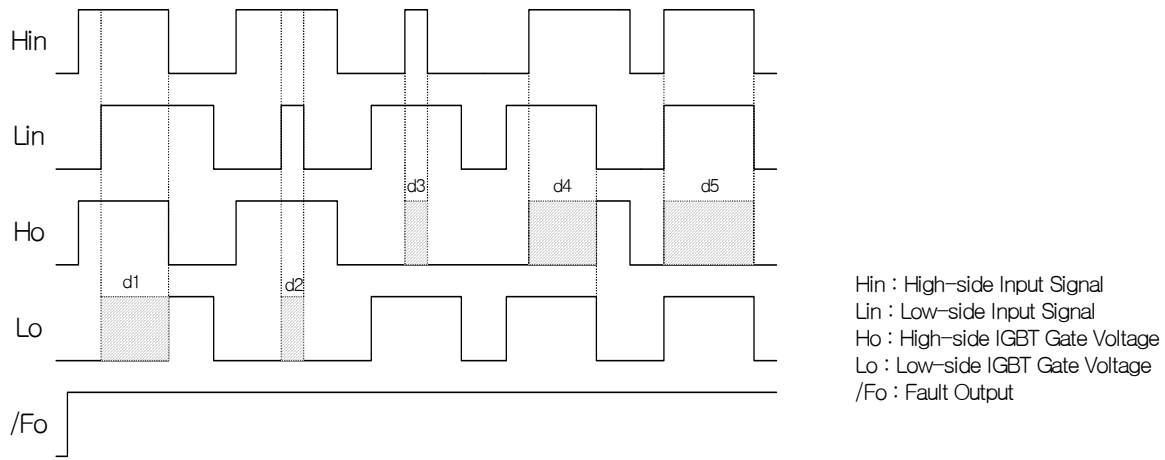 Hin
Lin
d3
d4
d5
Ho
d1
d2
Lo
/Fo
Hin : High-side Input Signal
Lin : Low-side Input Signal
Ho : High-side IGBT Gate Voltage
Lo : Low-side IGBT Gate Voltage
/Fo : Fault Output